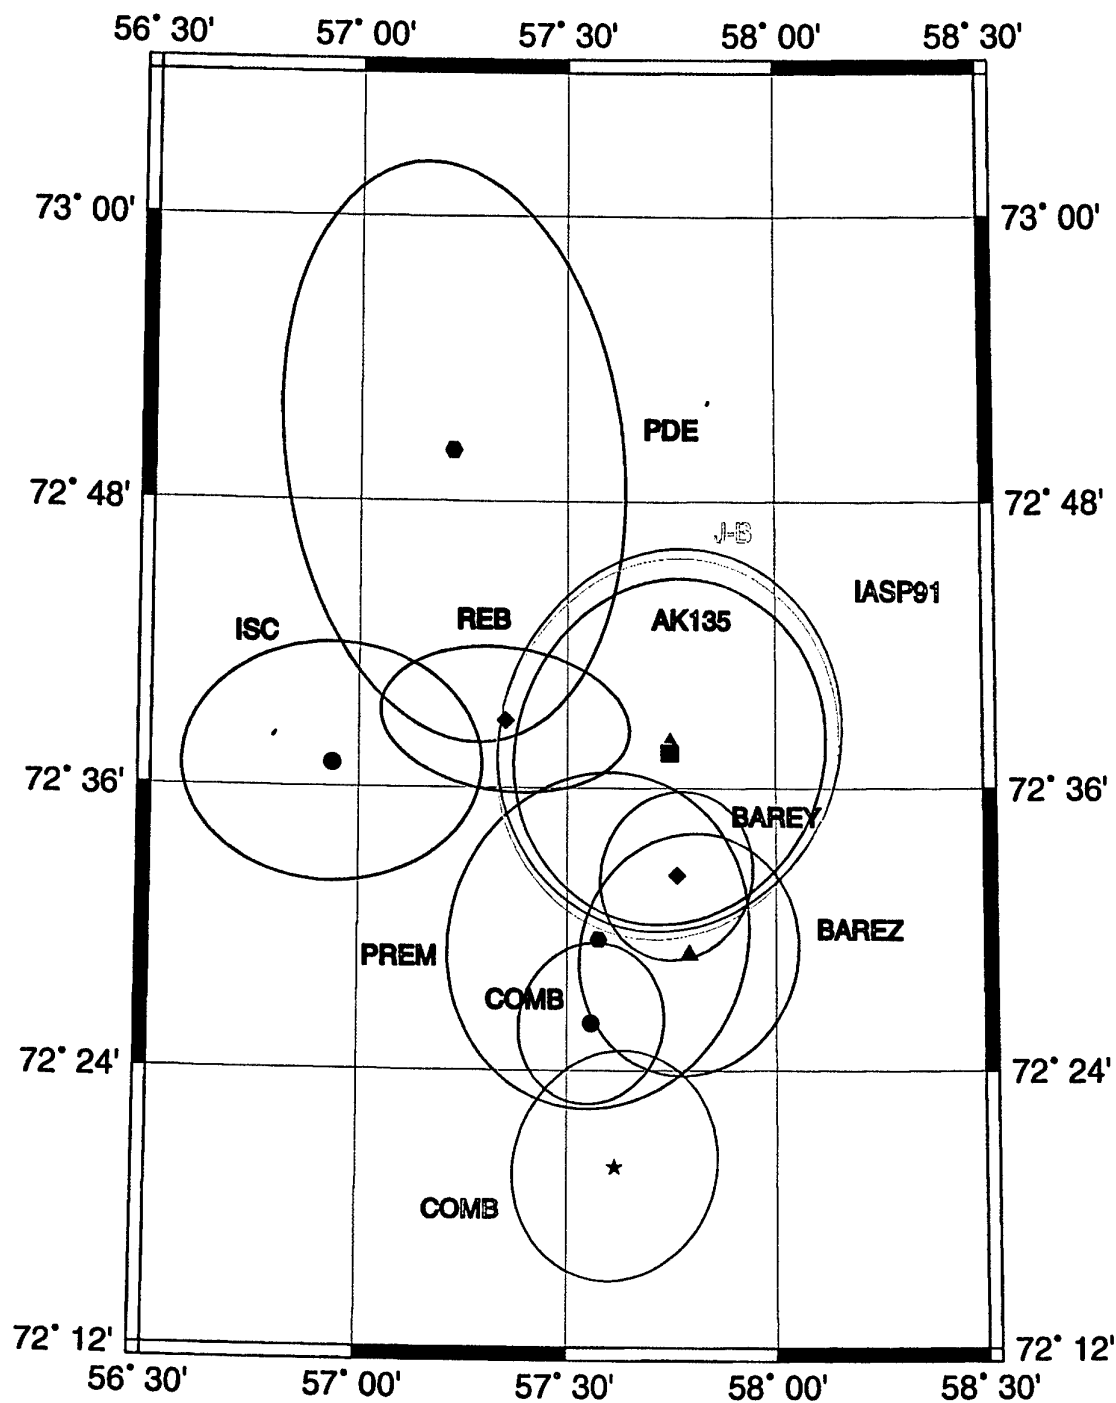 56° 30' 57° 00' 57° 30' 58° 00' 58° 30'
73° 00' 73° 00'
PDE
72° 48' 72° 48'
J-B
IASP91
ISC REB AK135
72° 36' 72° 36'
BAREY
BAREZ
PREM
COMB
72° 24' 72° 24'
COMB
72° 12' 72° 12'
56° 30' 57° 00' 57° 30' 58° 00' 58° 30'